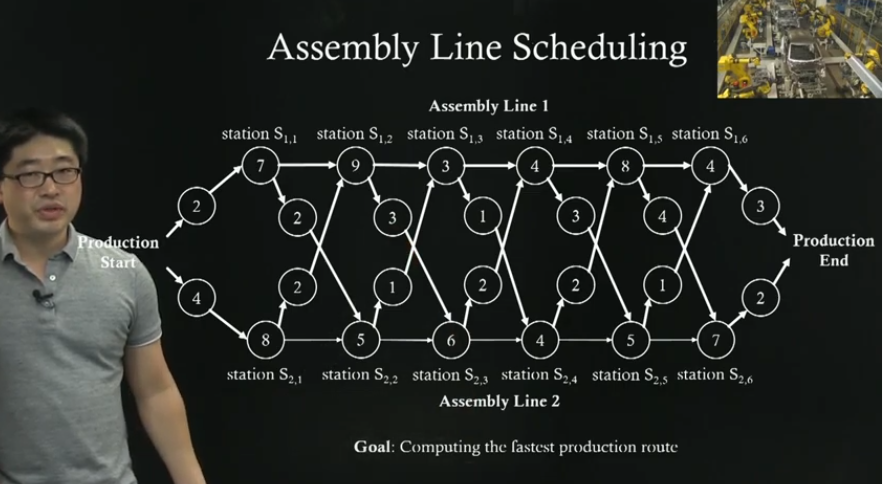 Assembly Line Scheduling
Assembly Line 1
station S1,1 station S1,2 station S1,3 station S1,4 station S1,5 station S1,6
7 9 3 4 8 4
2 2 3 1 3 4 3
Production Start
Production End
4 2 1 2 2 1 2
8 5 6 4 5 7
station S2,1 station S2,2 station S2,3 station S2,4 station S2,5 station S2,6
Assembly Line 2
Goal: Computing the fastest production route